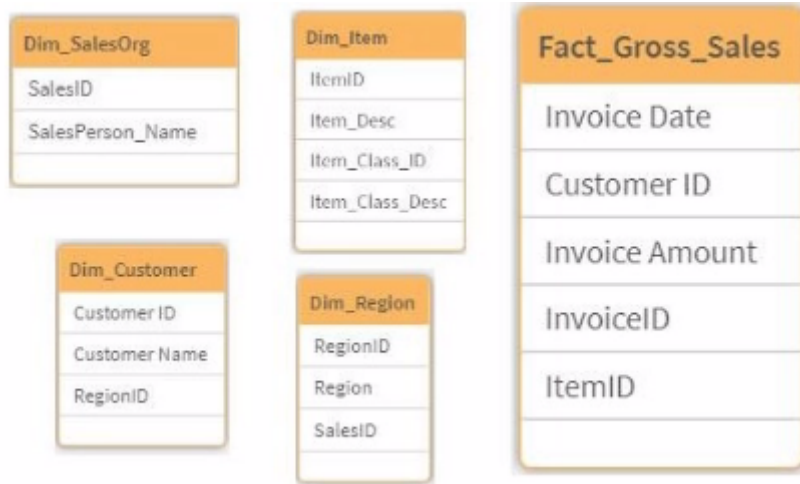 Dim_SalesOrg
SalesID
SalesPerson_Name
Dim_Item
ItemID
Item_Desc
Item_Class_ID
Item_Class_Desc
Fact_Gross_Sales
Invoice Date
Customer ID
Invoice Amount
InvoiceID
ItemID
Dim_Customer
Customer ID
Customer Name
RegionID
Dim_Region
RegionID
Region
SalesID